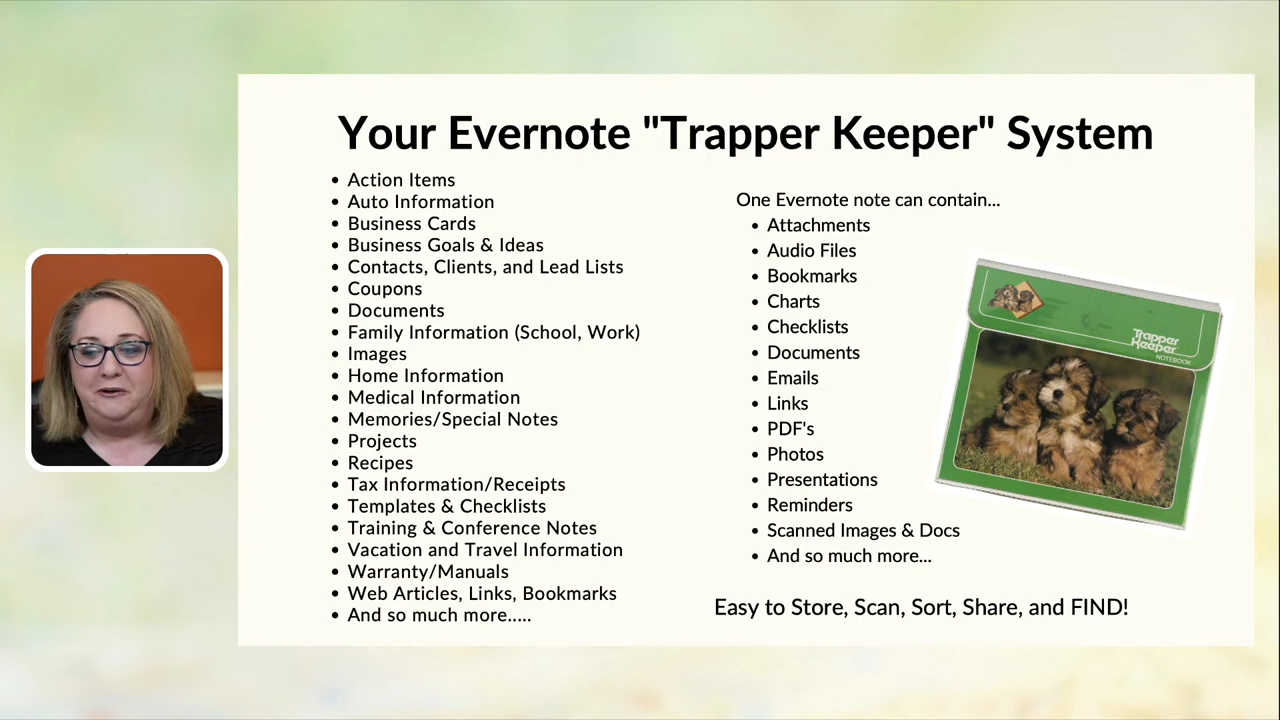 Your Evernote "Trapper Keeper" System
Action Items
Auto Information
Business Cards
Business Goals & Ideas
Contacts, Clients, and Lead Lists
Coupons
Documents
Family Information (School, Work)
Images
Home Information
Medical Information
Memories/Special Notes
Projects
Recipes
Tax Information/Receipts
Templates & Checklists
Training & Conference Notes
Vacation and Travel Information
Warranty/Manuals
Web Articles, Links, Bookmarks
And so much more.....
One Evernote note can contain...
Attachments
Audio Files
Bookmarks
Charts
Checklists
Documents
Emails
Links
PDF's
Photos
Presentations
Reminders
Scanned Images & Docs
And so much more...
Trapper
Keeper
NOTEBOOK
Easy to Store, Scan, Sort, Share, and FIND!